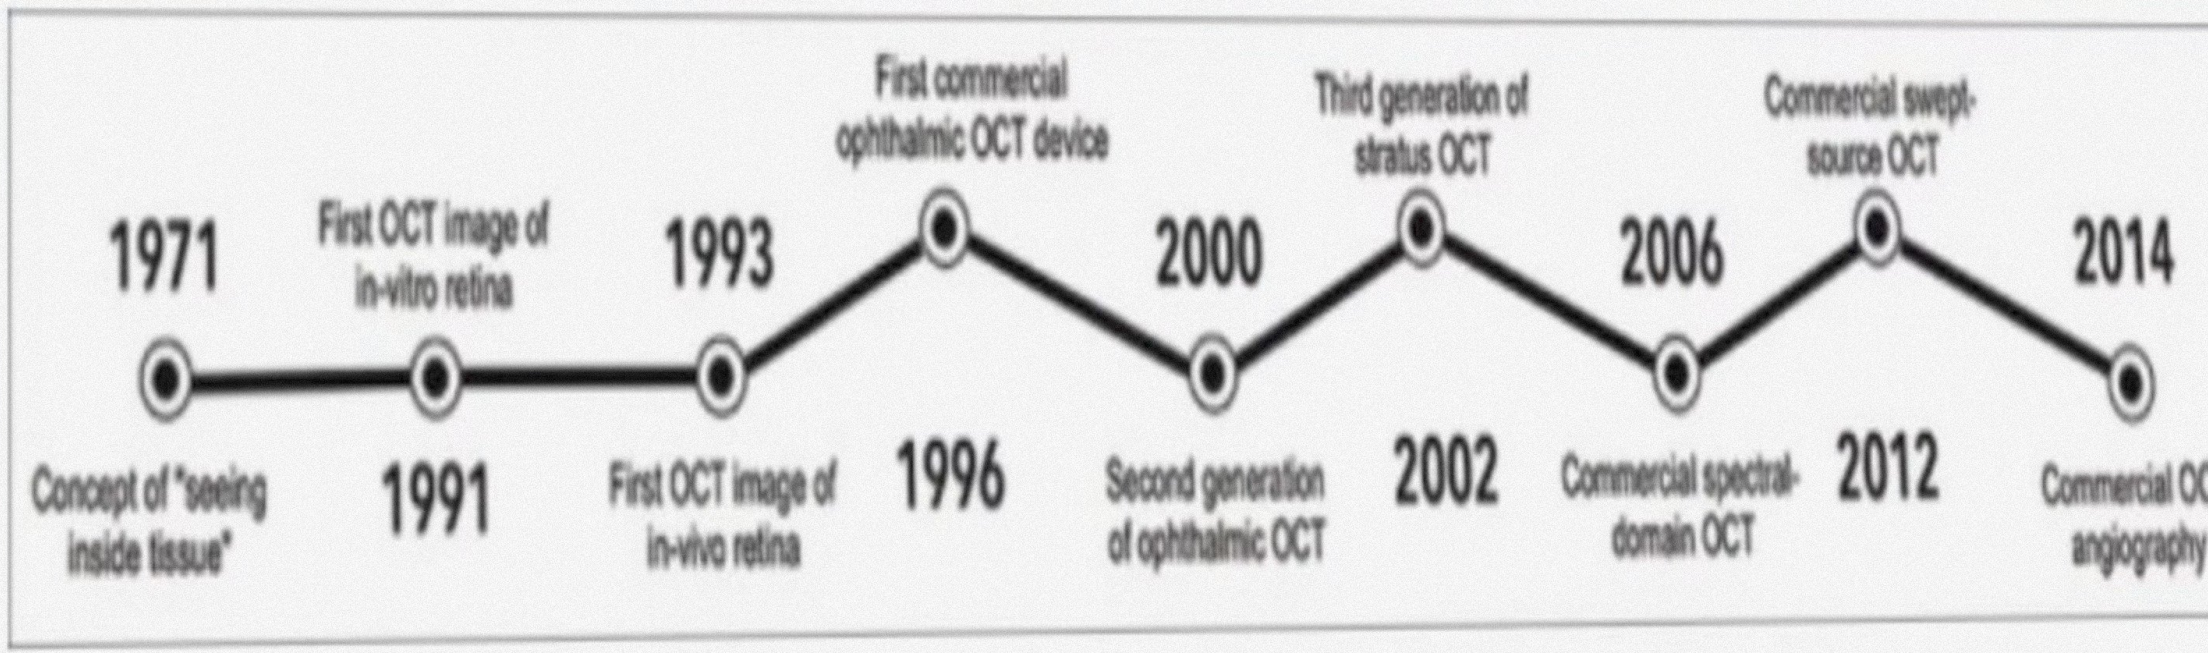 1971
Concept of "seeing
inside tissue"
First OCT image of
in-vitro retina
1991
1993
First OCT image of
in-vivo retina
First commercial
ophthalmic OCT device
1996
2000
Second generation
of ophthalmic OCT
Third generation of
stratus OCT
2002
2006
Commercial spectral-
domain OCT
Commercial swept-
source OCT
2012
2014
Commercial
angiography